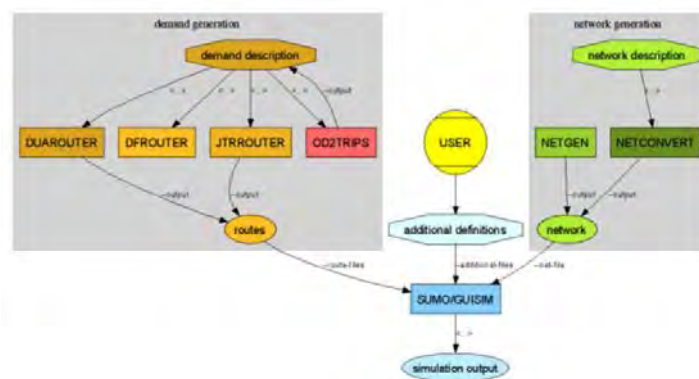 demand generation
network generation
demand description
network description
<...>
<...>
<...>
<...>
--output
<...>
DUAROUTER
DFROUTER
JTRROUTER
OD2TRIPS
USER
NETGEN
NETCONVERT
--output
--output
--output
--output
routes
additional definitions
network
--route-files
--additional-files
--net-file
SUMO/GUISIM
<...>
simulation output